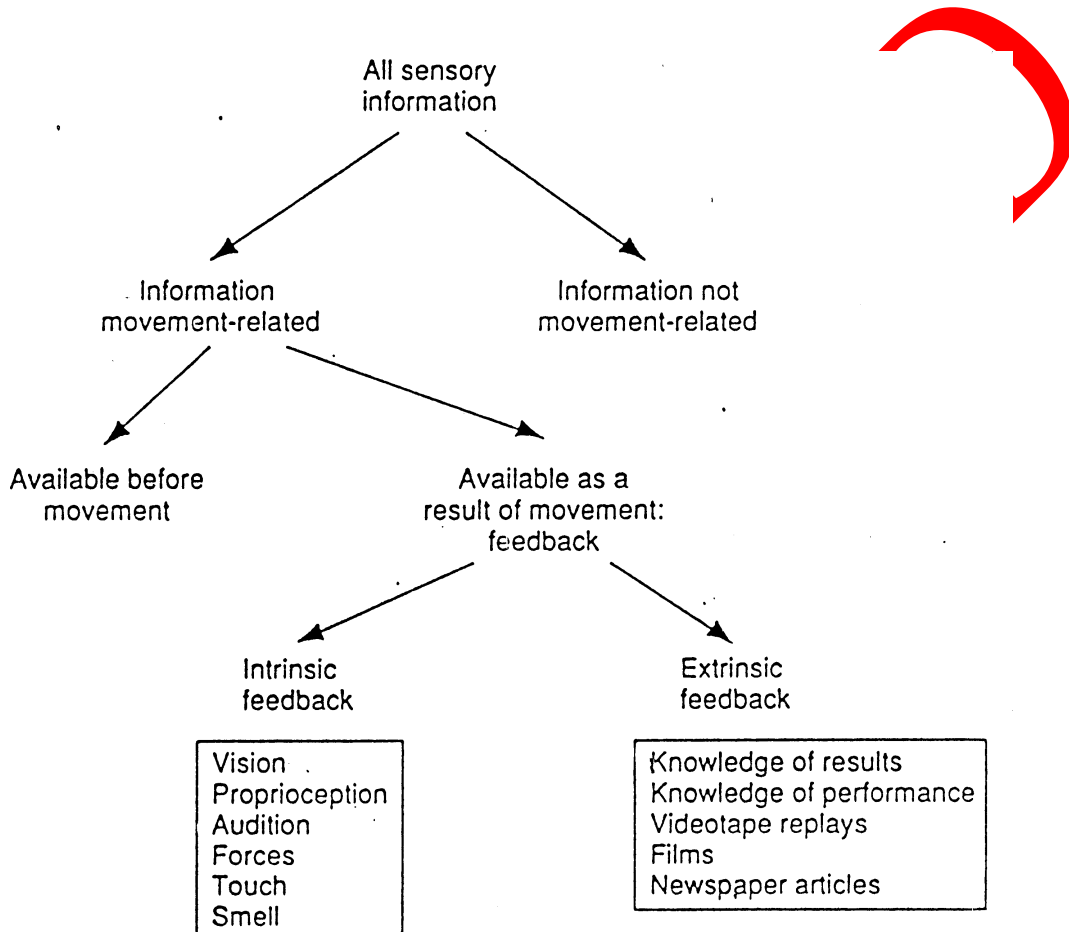 All sensory
information
Information
movement-related
Information not
movement-related
Available before
movement
Available as a
result of movement:
feedback
Intrinsic
feedback
Extrinsic
feedback
Vision
Proprioception
Audition
Forces
Touch
Smell
Knowledge of results
Knowledge of performance
Videotape replays
Films
Newspaper articles